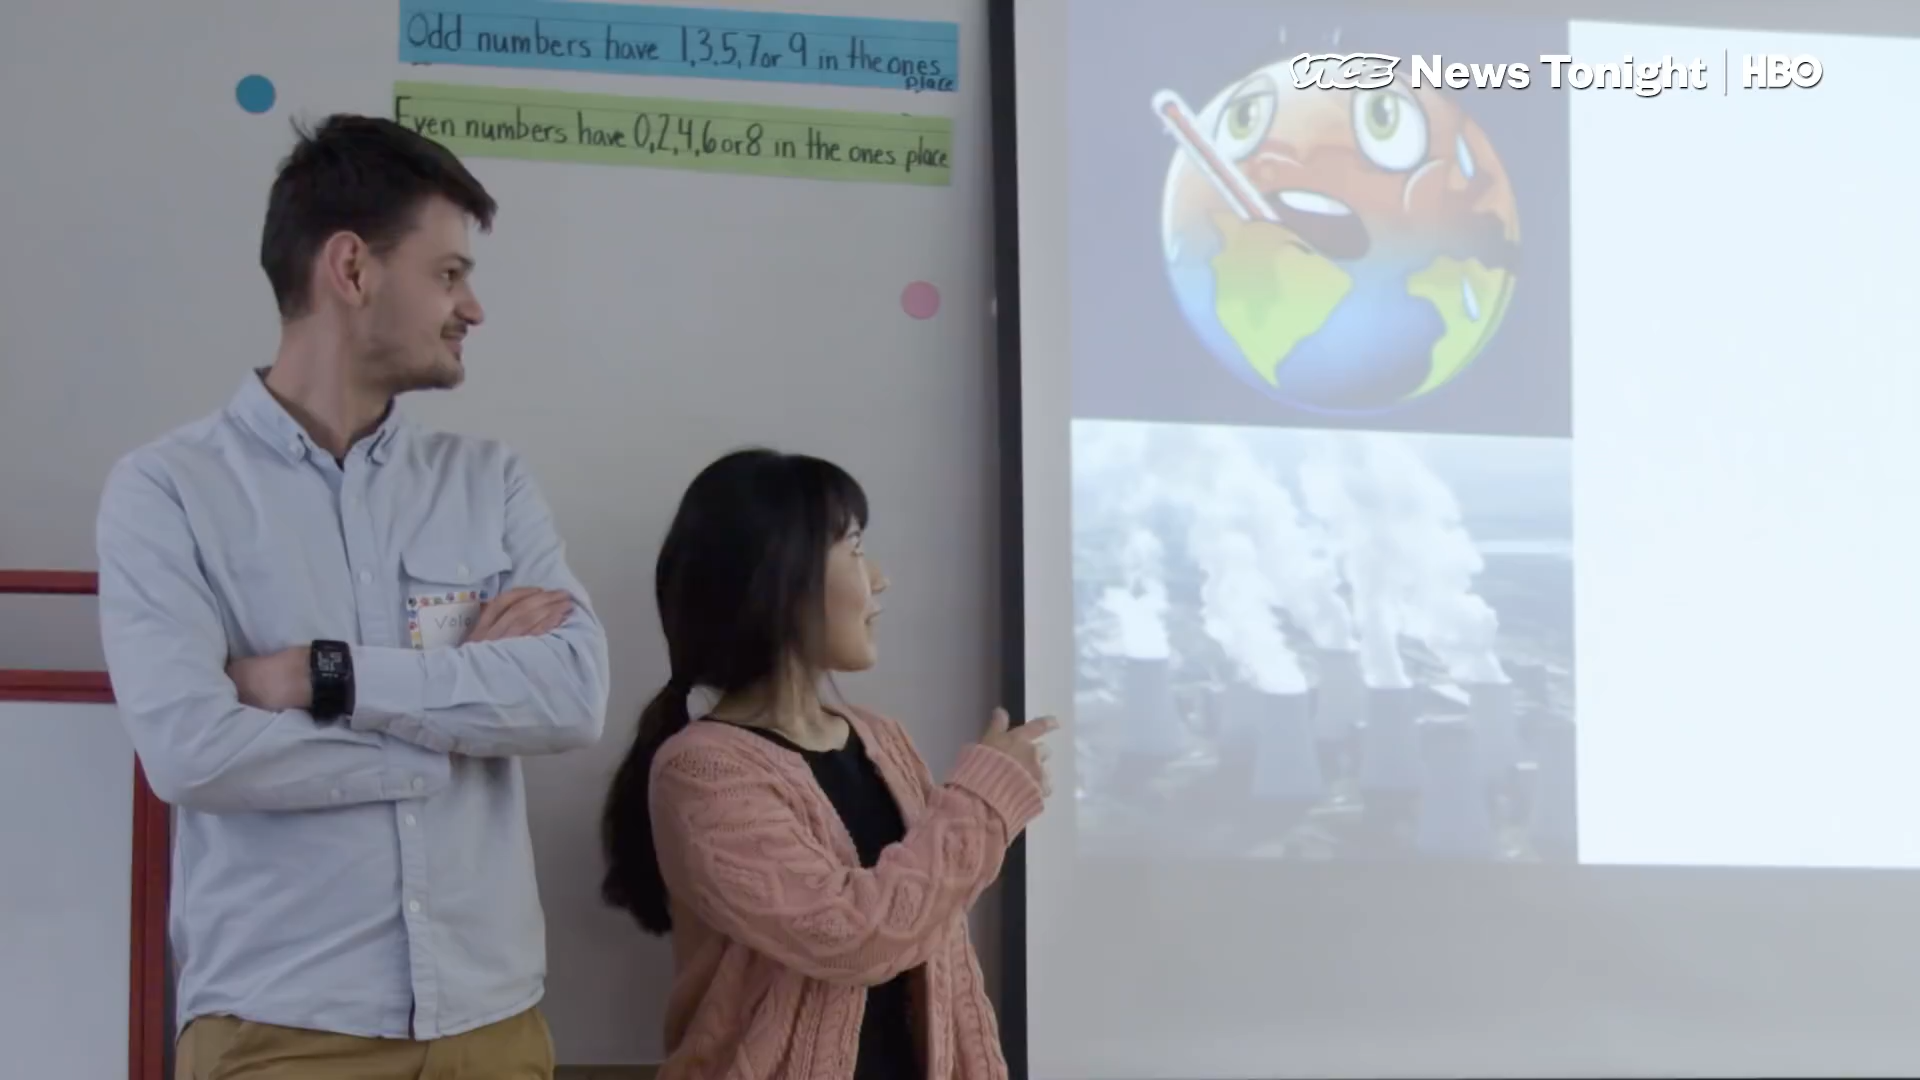 Odd numbers have 1,3,5,7 or 9 in the ones
place
Even numbers have 0,2,4,6 or 8 in the ones place
VICE News Tonight | HBO